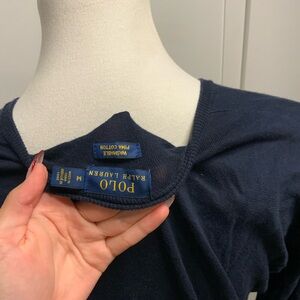 WASHABLE
PIMA COTTON
POLO
RALPH LAUREN
M